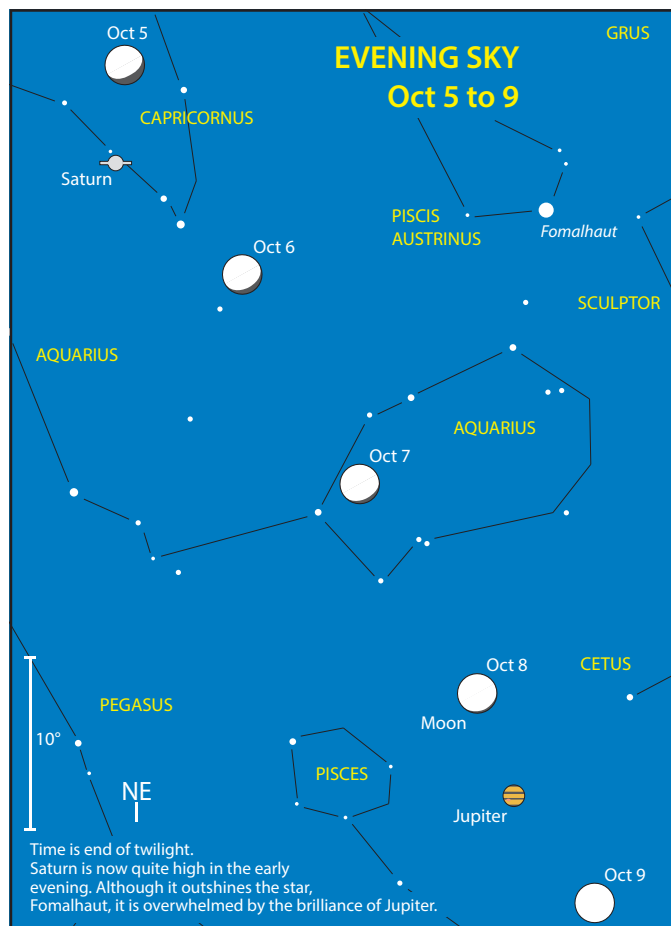 Oct 5
GRUS
EVENING SKY
Oct 5 to 9
CAPRICORNUS
Saturn
PISCIS
AUSTRINUS
Fomalhaut
Oct 6
SCULPTOR
AQUARIUS
AQUARIUS
Oct 7
Oct 8
CETUS
PEGASUS
Moon
10°
PISCES
NE
Jupiter
Time is end of twilight.
Saturn is now quite high in the early
evening. Although it outshines the star,
Fomalhaut, it is overwhelmed by the brilliance of Jupiter.
Oct 9